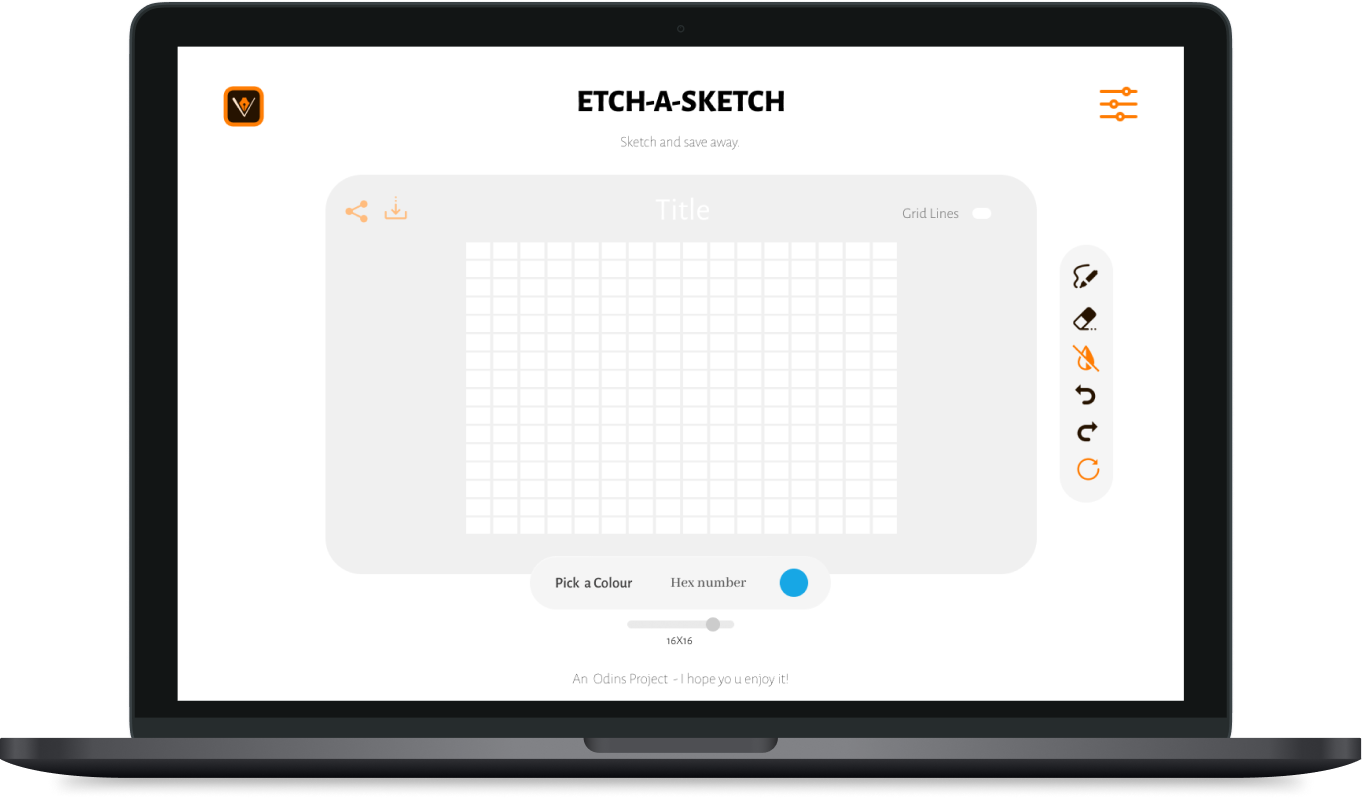 ETCH-A-SKETCH
Sketch and save away.
Title
Grid Lines
Pick a Colour
Hex number
16X16
An Odins Project - I hope yo u enjoy it!